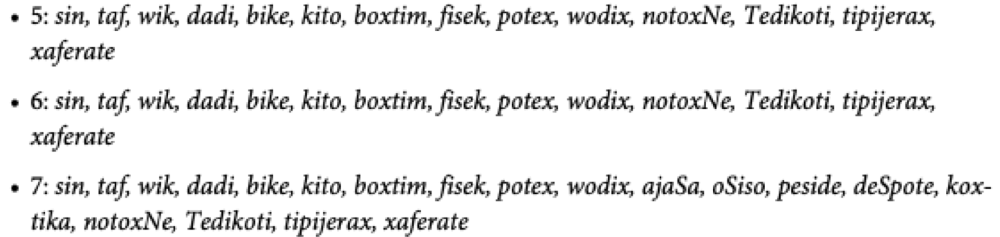 • 5: sin, taf, wik, dadi, bike, kito, boxtim, fisek, potex, wodix, notoxNe, Tedikoti, tipijerax,
xaferate
• 6: sin, taf, wik, dadi, bike, kito, boxtim, fisek, potex, wodix, notoxNe, Tedikoti, tipijerax,
xaferate
• 7: sin, taf, wik, dadi, bike, kito, boxtim, fisek, potex, wodix, ajaSa, oSiso, peside, deSpote, kox-
tika, notoxNe, Tedikoti, tipijerax, xaferate